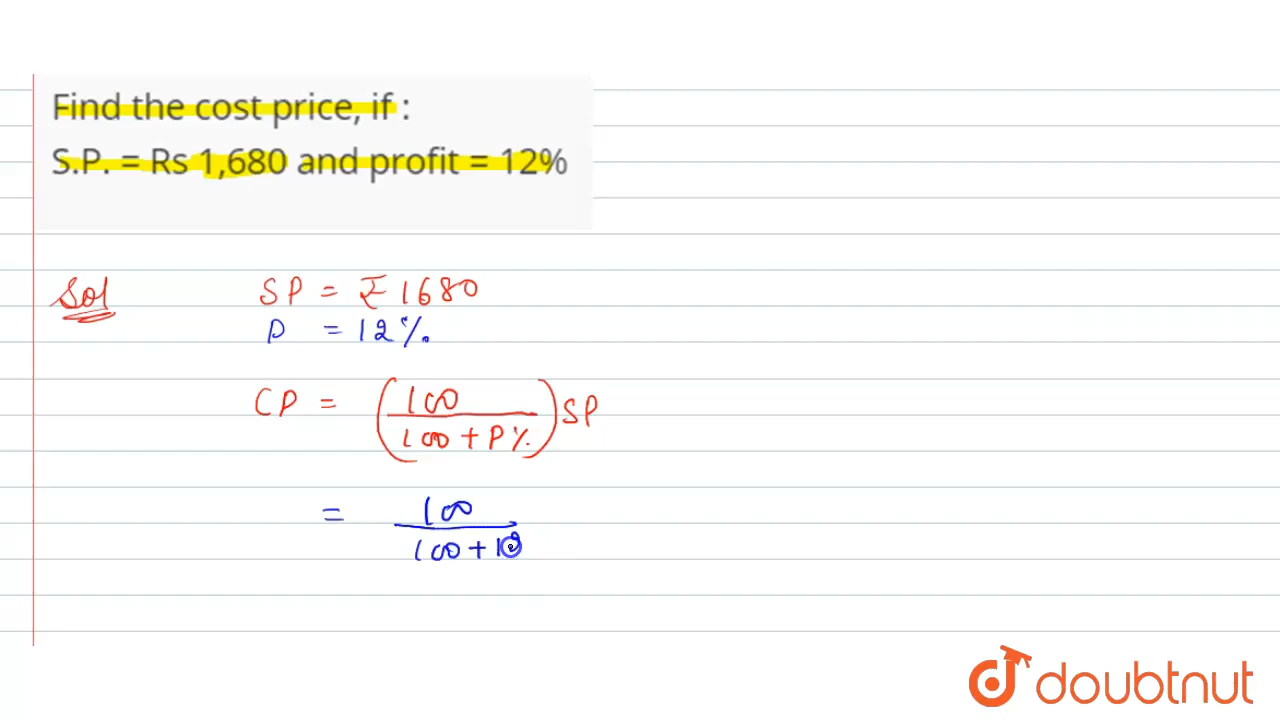 Find the cost price, if :
S.P. = Rs 1,680 and profit = 12%
Sol
SP = ₹ 1680
P = 12%.
CP = (100 / 100 + P%) SP
= 100 / 100 + 12
doubtnut